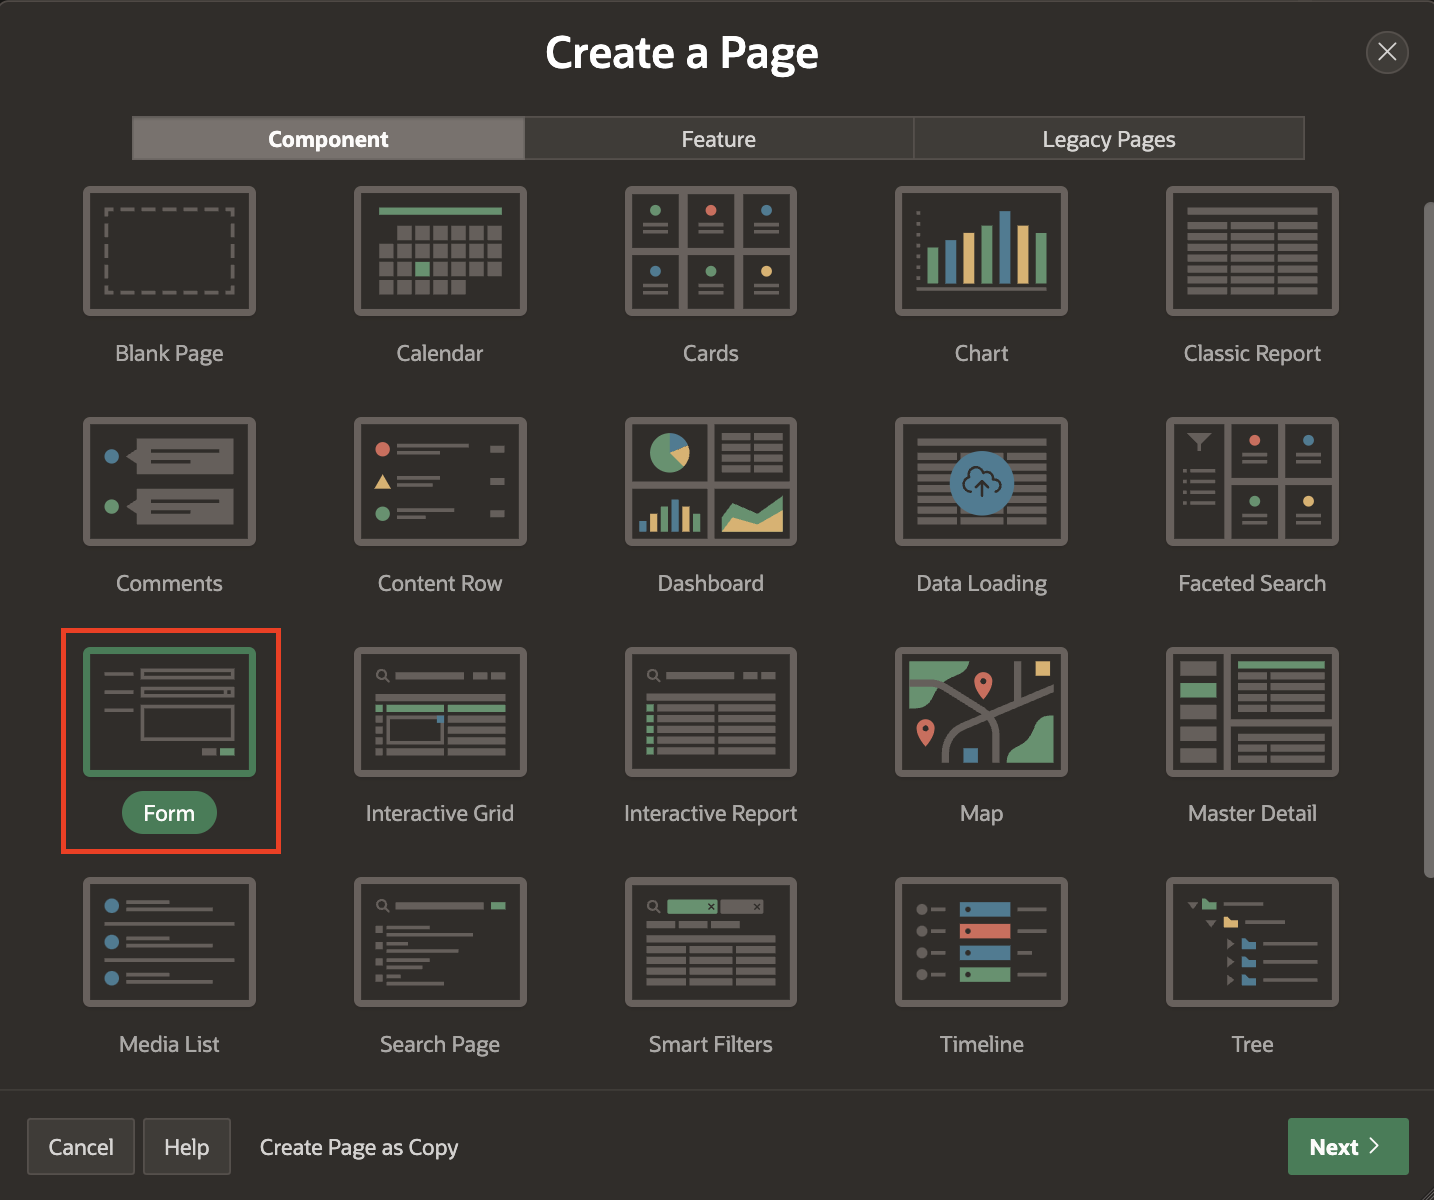 Create a Page
Component
Feature
Legacy Pages
Blank Page
Calendar
Cards
Chart
Classic Report
Comments
Content Row
Dashboard
Data Loading
Faceted Search
Form
Interactive Grid
Interactive Report
Map
Master Detail
Media List
Search Page
Smart Filters
Timeline
Tree
Cancel
Help
Create Page as Copy
Next